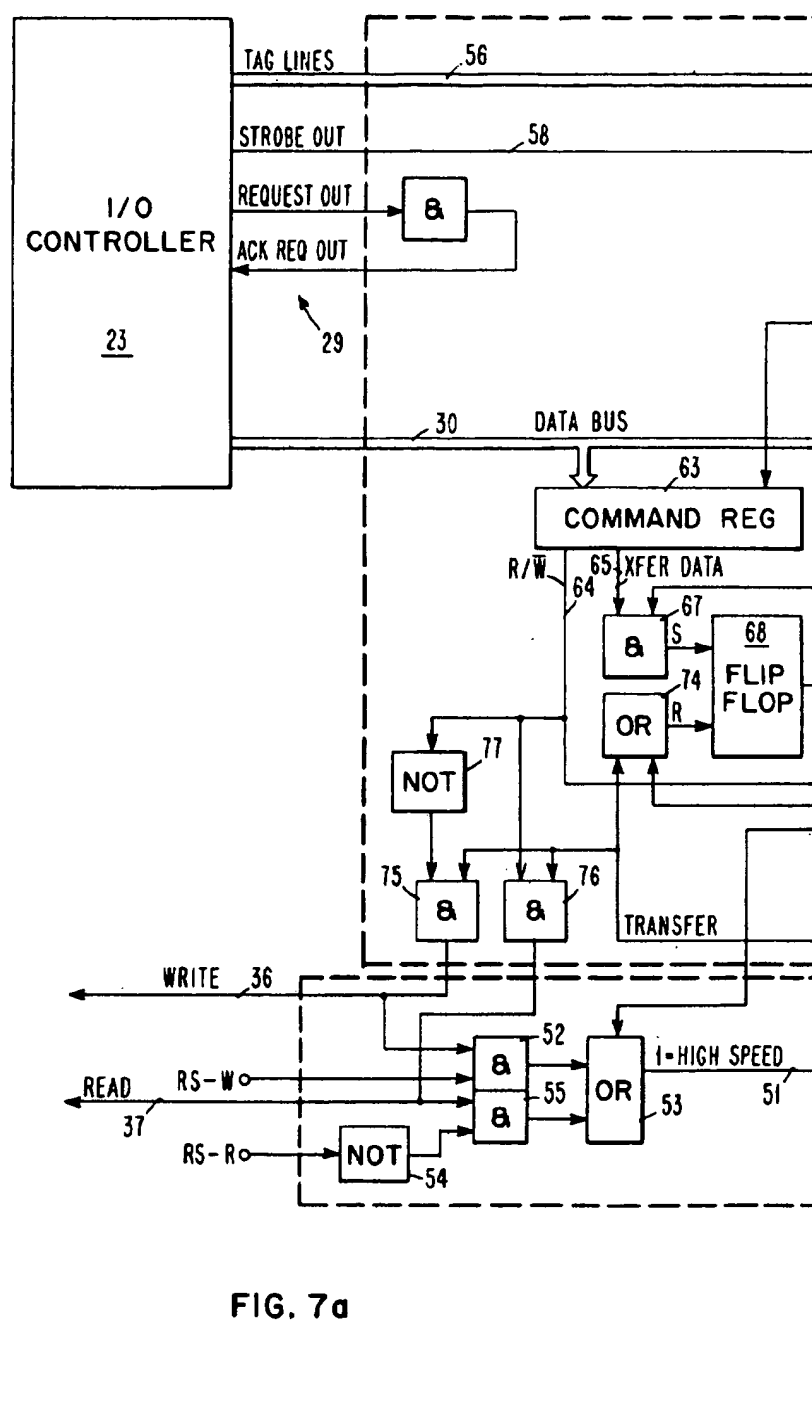 TAG LINES
56
STROBE OUT
58
REQUEST OUT
&
I/O
CONTROLLER
ACK REQ OUT
23
29
30
DATA BUS
63
COMMAND REG
R/W̅
64
65
XFER DATA
67
&
S
68
FLIP
FLOP
74
OR
R
77
NOT
75
&
76
&
TRANSFER
WRITE
36
52
&
1=HIGH SPEED
RS-W
READ
37
55
&
OR
53
51
RS-R
NOT
54
FIG. 7a